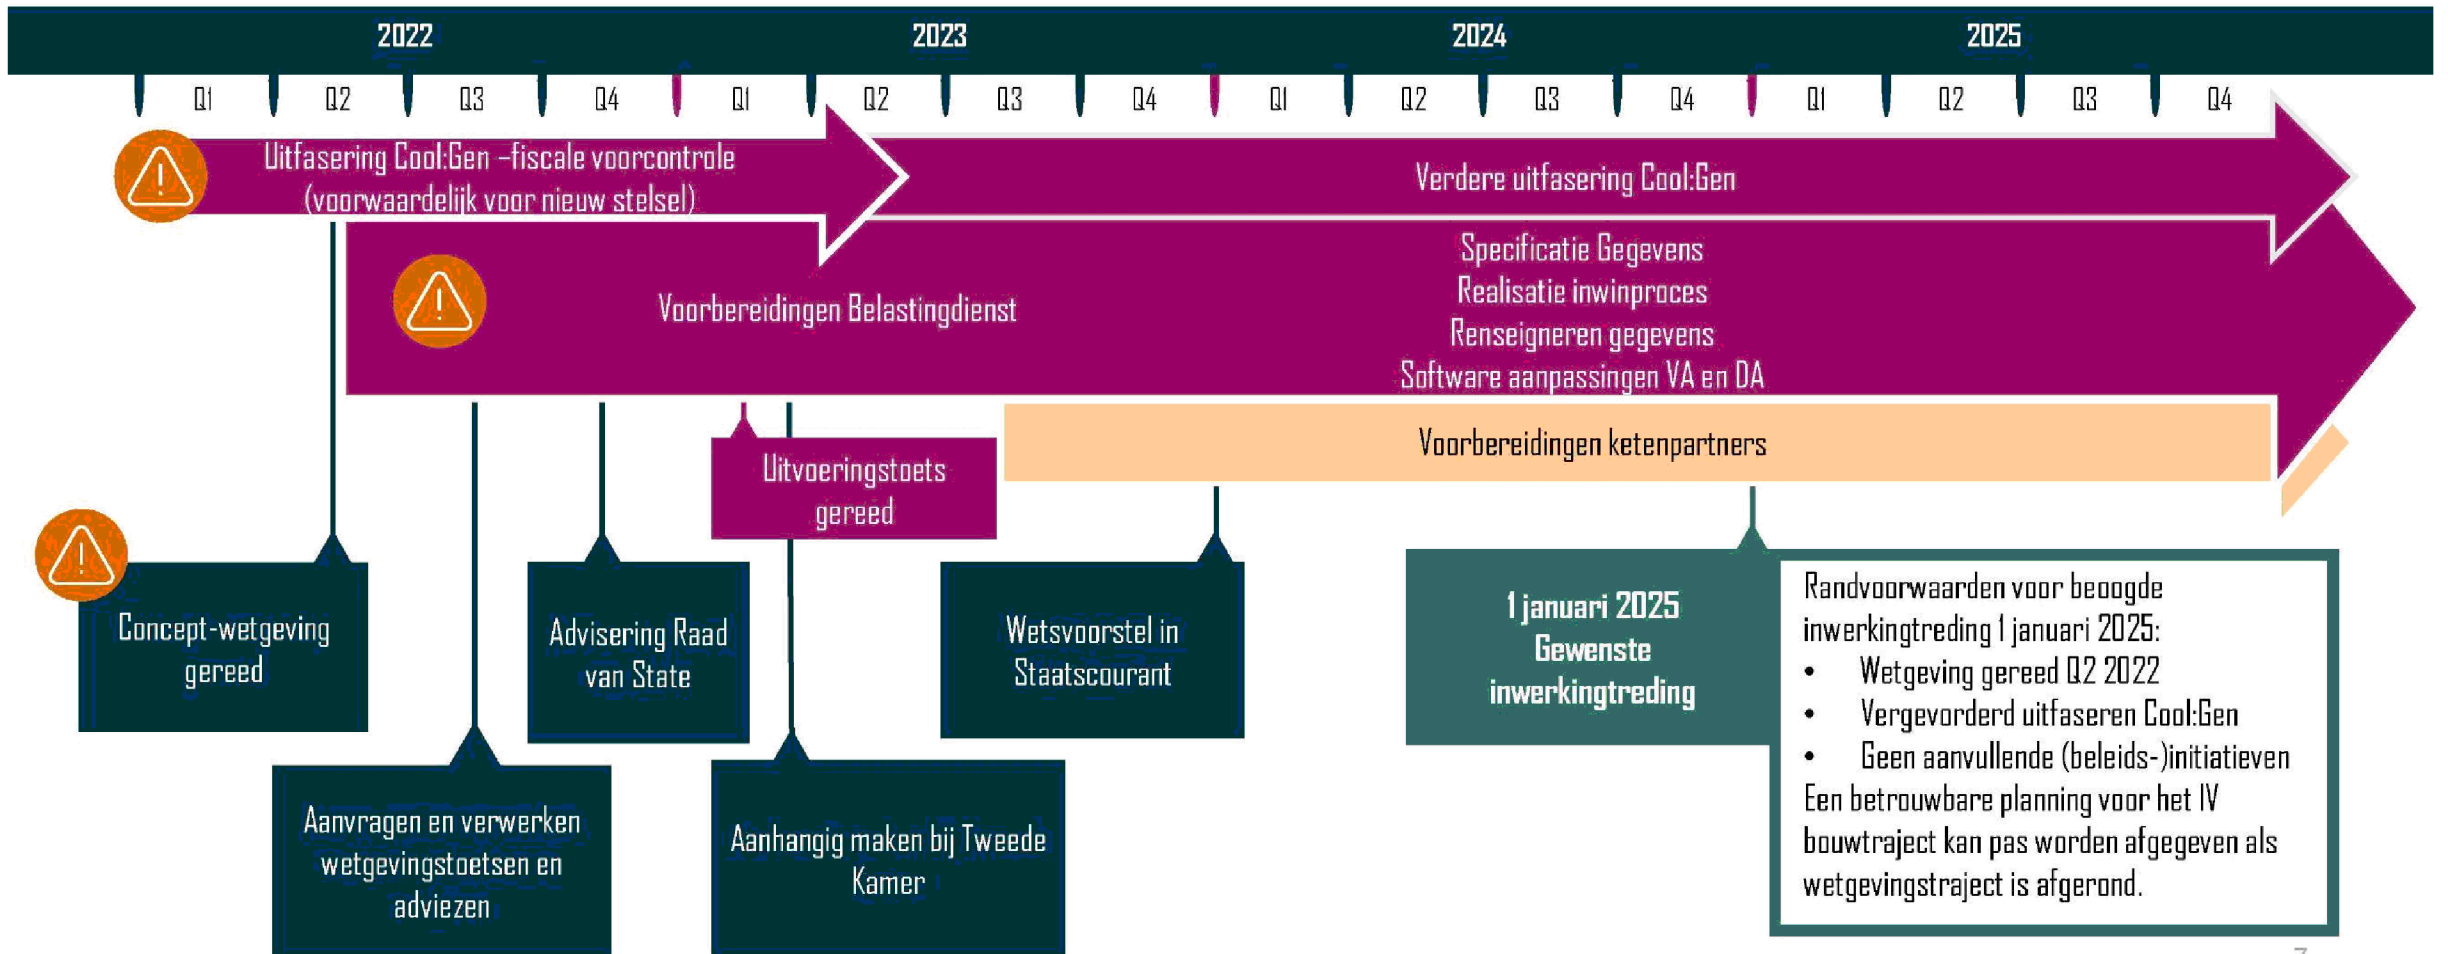 2022 2023 2024 2025
Q1 Q2 Q3 Q4 Q1 Q2 Q3 Q4 Q1 Q2 Q3 Q4 Q1 Q2 Q3 Q4
Uitfasering Cool:Gen –fiscale voorcontrole
(voorwaardelijk voor nieuw stelsel)
Verdere uitfasering Cool:Gen
Voorbereidingen Belastingdienst
Specificatie Gegevens
Realisatie inwinproces
Renseigneren gegevens
Software aanpassingen VA en DA
Voorbereidingen ketenpartners
Uitvoeringstoets
gereed
Concept-wetgeving
gereed
Advisering Raad
van State
Wetsvoorstel in
Staatscourant
Aanvragen en verwerken
wetgevingstoetsen en
adviezen
Aanhangig maken bij Tweede
Kamer
1 januari 2025
Gewenste
inwerkingtreding
Randvoorwaarden voor beoogde
inwerkingtreding 1 januari 2025:
• Wetgeving gereed Q2 2022
• Vergevorderd uitfaseren Cool:Gen
• Geen aanvullende (beleids-)initiatieven
Een betrouwbare planning voor het IV
bouwtraject kan pas worden afgegeven als
wetgevingstraject is afgerond.